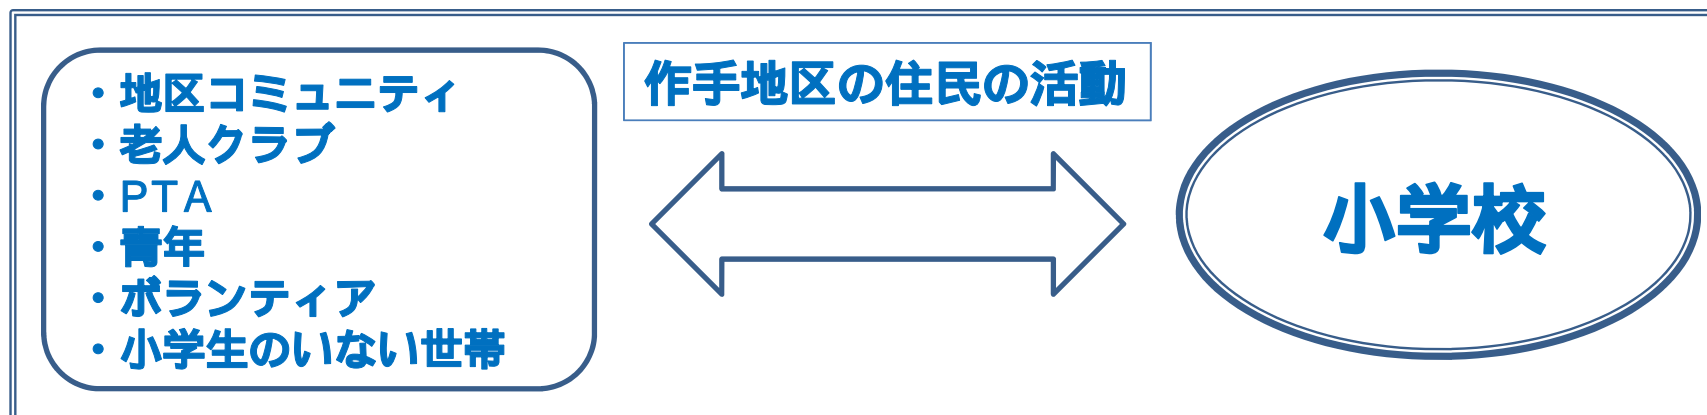 ・地区コミュニティ
・老人クラブ
・PTA
・青年
・ボランティア
・小学生のいない世帯
作手地区の住民の活動
小学校